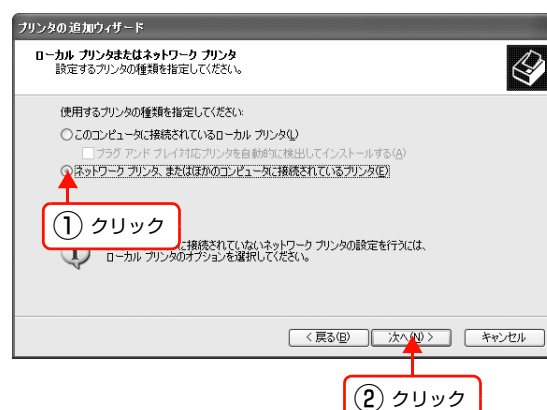 プリンタの追加ウィザード
ローカル プリンタまたはネットワーク プリンタ
設定するプリンタの種類を指定してください。
使用するプリンタの種類を指定してください:
このコンピュータに接続されているローカル プリンタ(L)
プラグ アンド プレイ対応プリンタを自動的に検出してインストールする(A)
ネットワーク プリンタ、またはほかのコンピュータに接続されているプリンタ(E)
① クリック
に接続されていないネットワーク プリンタの設定を行うには、
ローカル プリンタのオプションを選択してください。
< 戻る(B) 次へ(N) > キャンセル
② クリック